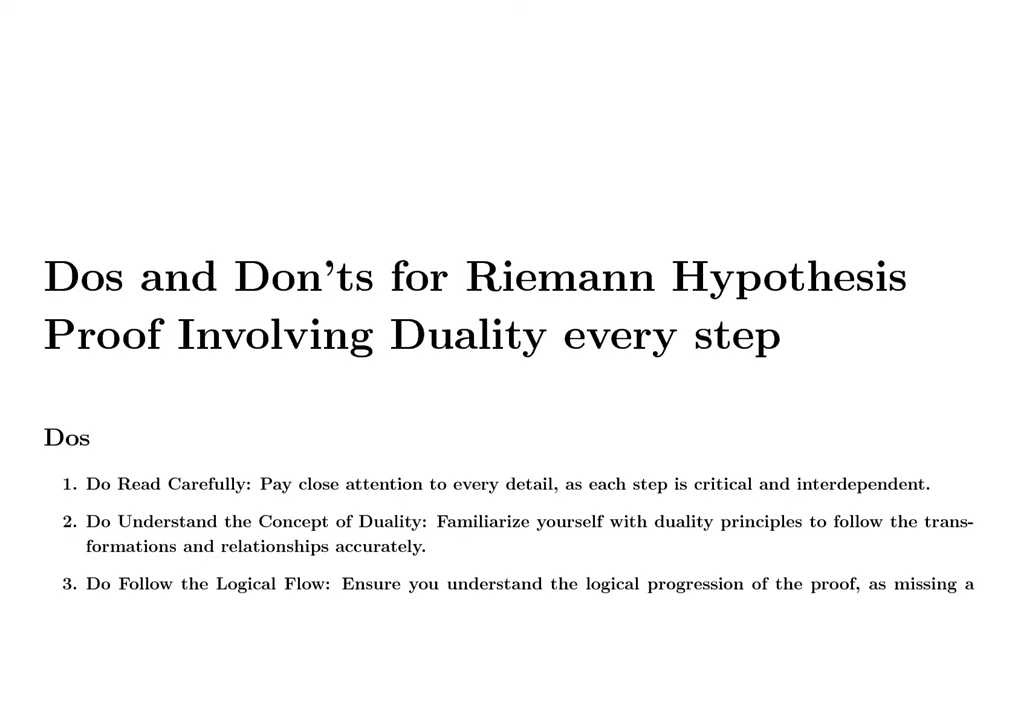 Dos and Don'ts for Riemann Hypothesis
Proof Involving Duality every step
Dos
1. Do Read Carefully: Pay close attention to every detail, as each step is critical and interdependent.
2. Do Understand the Concept of Duality: Familiarize yourself with duality principles to follow the trans-
formations and relationships accurately.
3. Do Follow the Logical Flow: Ensure you understand the logical progression of the proof, as missing a